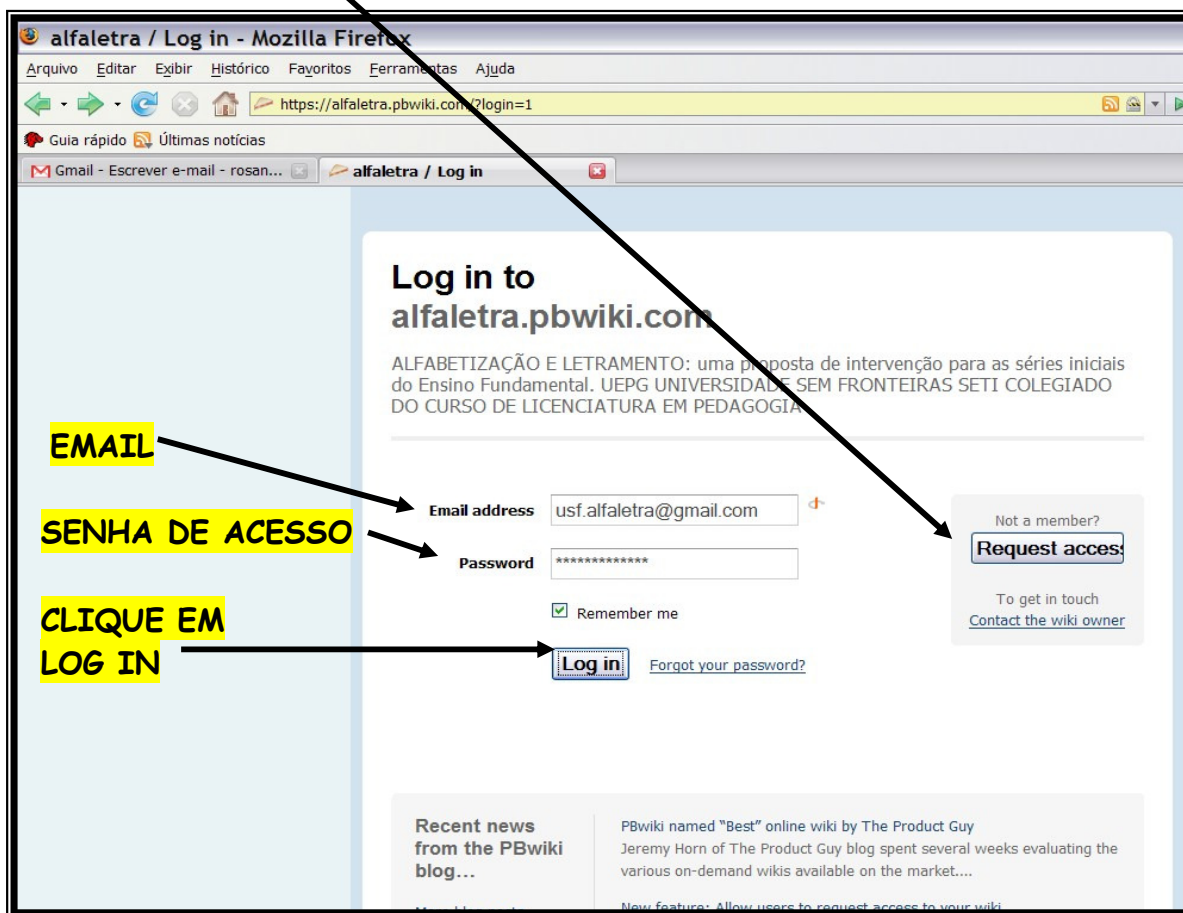 alfaletra / Log in - Mozilla Firefox
Arquivo Editar Exibir Histórico Favoritos Ferramentas Ajuda
https://alfaletra.pbwiki.com/?login=1
Guia rápido Últimas notícias
Gmail - Escrever e-mail - rosan... alfaletra / Log in
Log in to
alfaletra.pbwiki.com
ALFABETIZAÇÃO E LETRAMENTO: uma proposta de intervenção para as séries iniciais
do Ensino Fundamental. UEPG UNIVERSIDADE SEM FRONTEIRAS SETI COLEGIADO
DO CURSO DE LICENCIATURA EM PEDAGOGIA
EMAIL
Email address usf.alfaletra@gmail.com
SENHA DE ACESSO
Password *************
Remember me
CLIQUE EM
LOG IN
Log in Forgot your password?
Not a member?
Request acces
To get in touch
Contact the wiki owner
Recent news
from the PBwiki
blog...
PBwiki named "Best" online wiki by The Product Guy
Jeremy Horn of The Product Guy blog spent several weeks evaluating the
various on-demand wikis available on the market....
New feature: Allow users to request access to your wiki